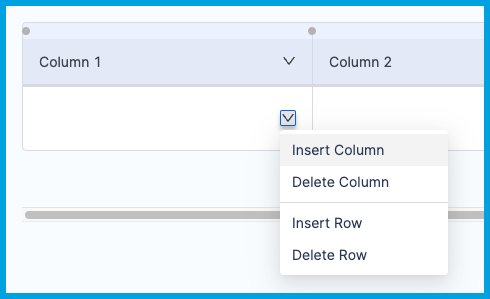 Column 1
Column 2
Insert Column
Delete Column
Insert Row
Delete Row